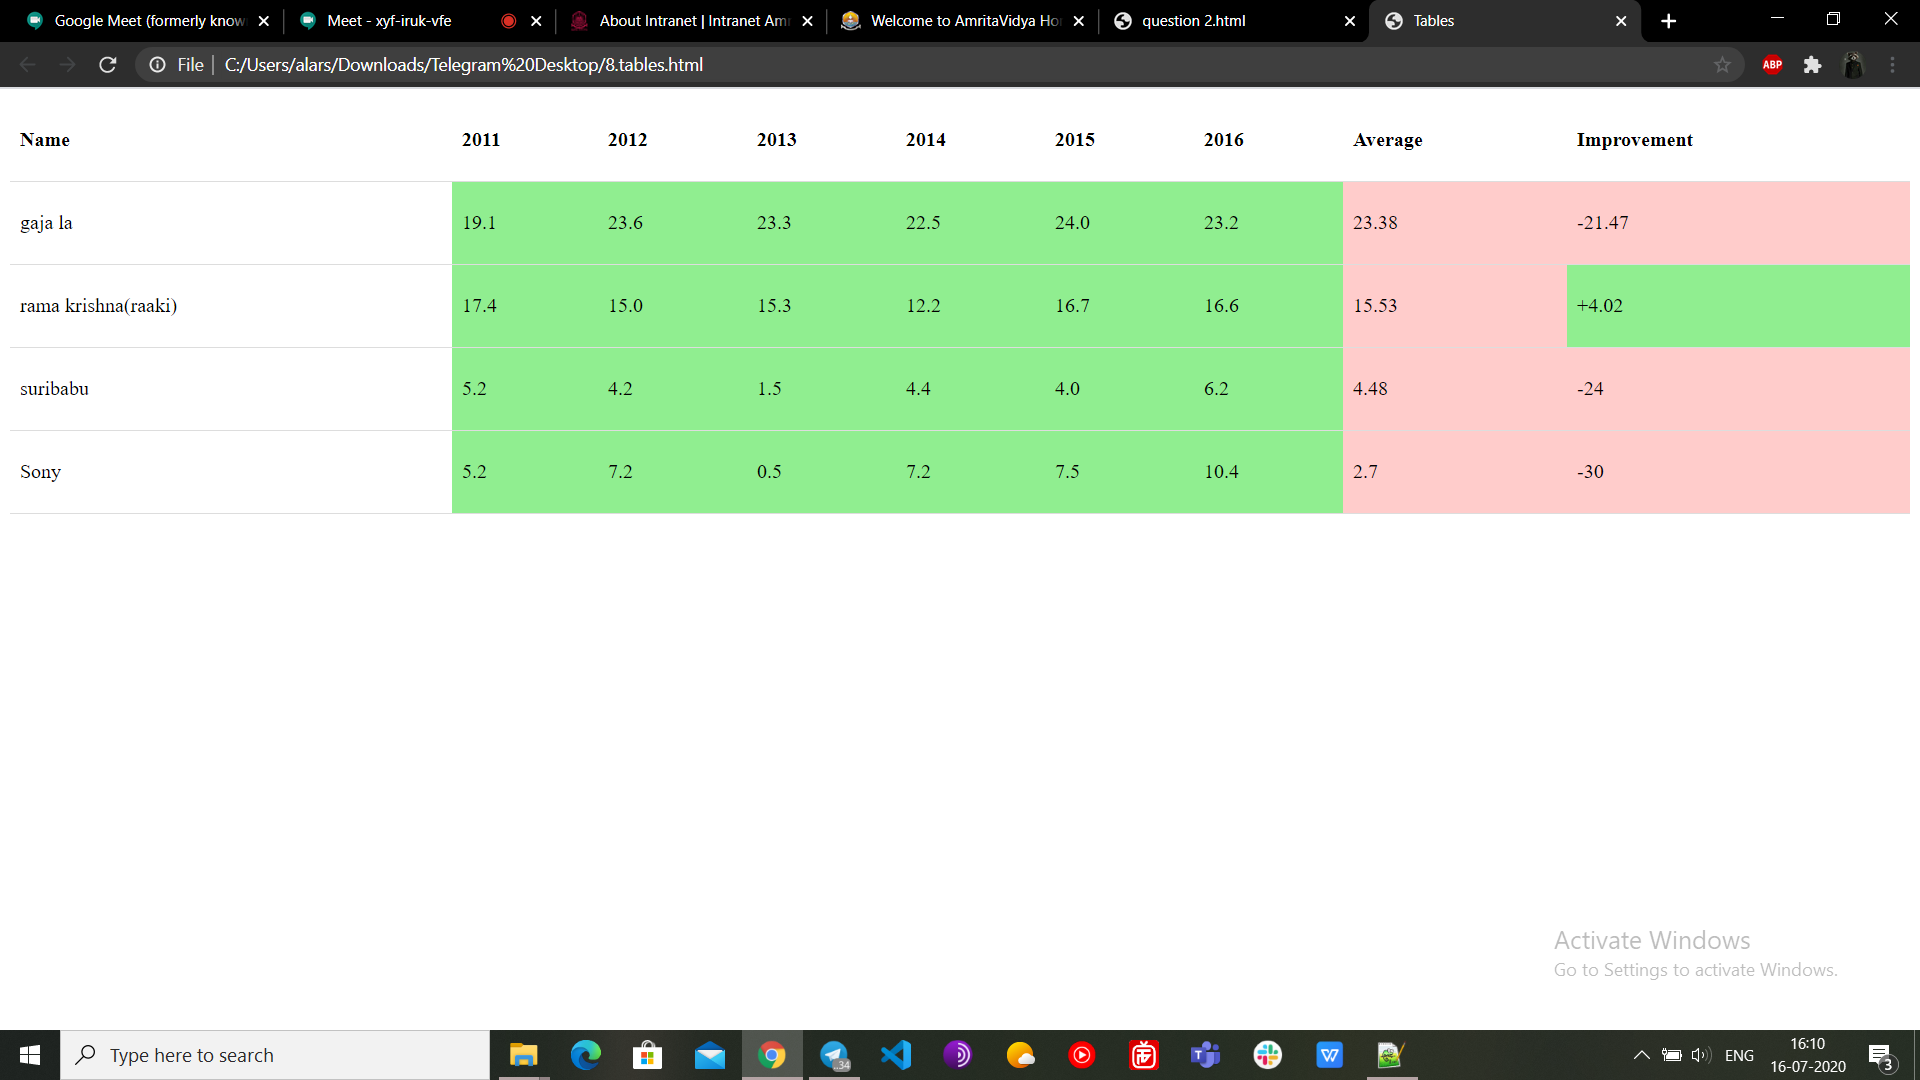 Google Meet (formerly know
Meet - xyf-iruk-vfe
About Intranet | Intranet Am
Welcome to AmritaVidya Ho
question 2.html
Tables
File
C:/Users/alars/Downloads/Telegram%20Desktop/8.tables.html
ABP
Name 2011 2012 2013 2014 2015 2016 Average Improvement
gaja la 19.1 23.6 23.3 22.5 24.0 23.2 23.38 -21.47
rama krishna(raaki) 17.4 15.0 15.3 12.2 16.7 16.6 15.53 +4.02
suribabu 5.2 4.2 1.5 4.4 4.0 6.2 4.48 -24
Sony 5.2 7.2 0.5 7.2 7.5 10.4 2.7 -30
Activate Windows
Go to Settings to activate Windows.
Type here to search
34
T
W
ENG
16:10
16-07-2020
3